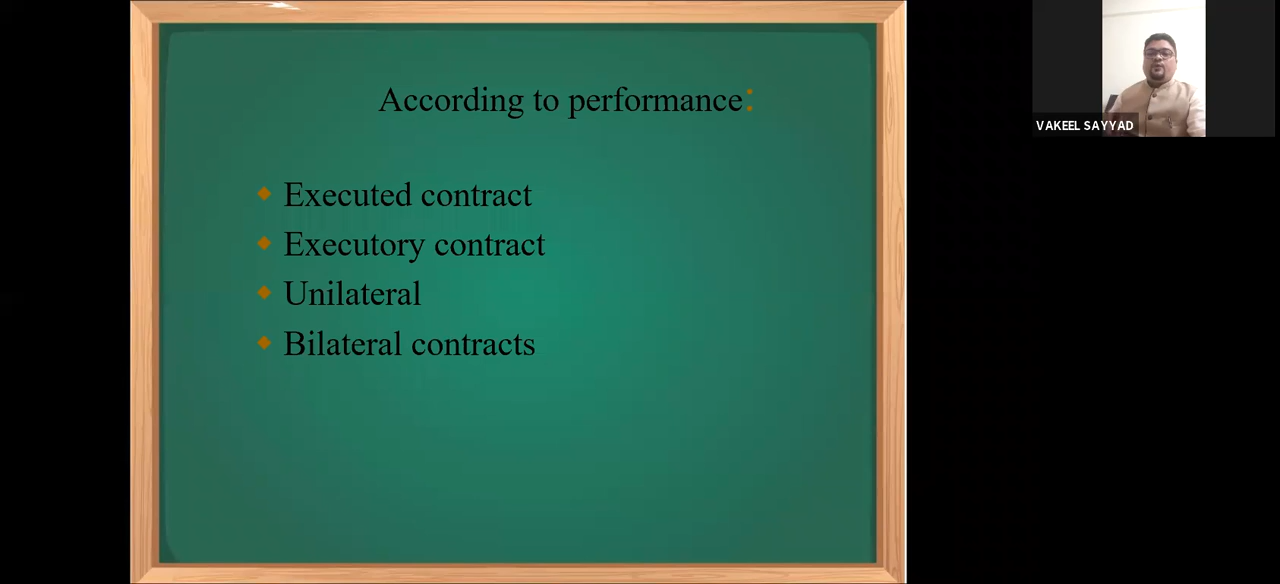 According to performance:
Executed contract
Executory contract
Unilateral
Bilateral contracts
VAKEEL SAYYAD